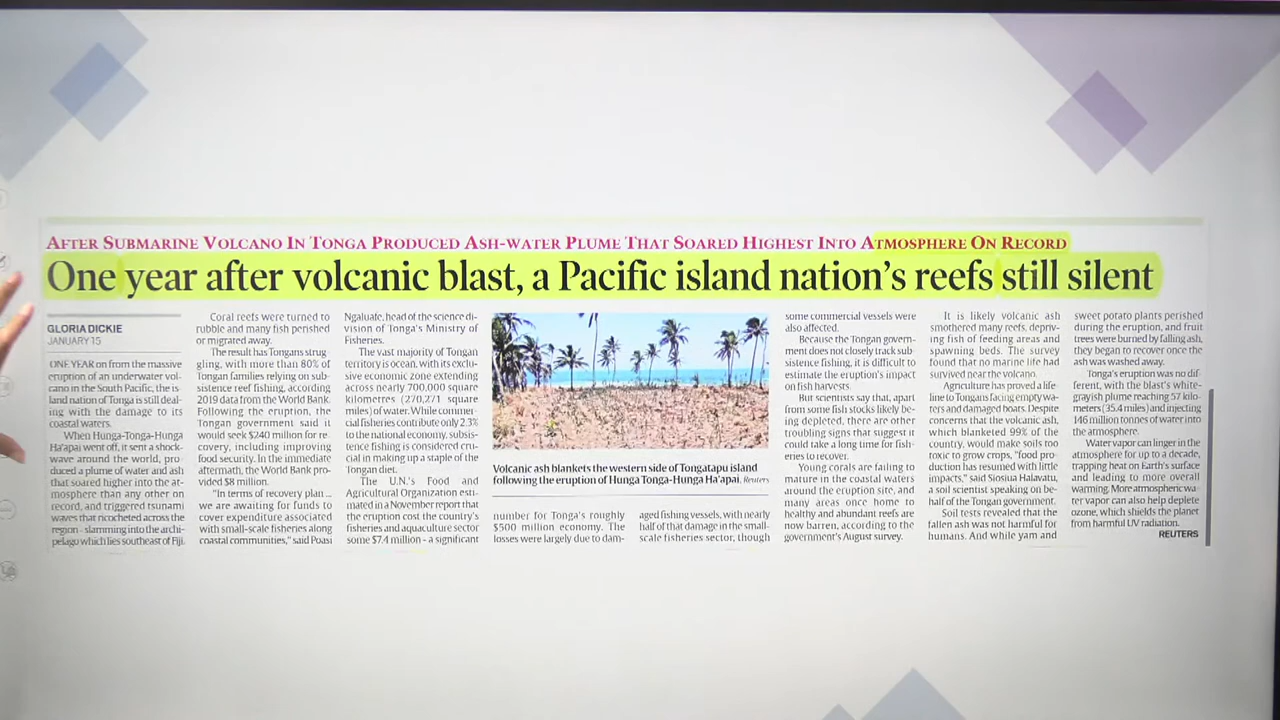 AFTER SUBMARINE VOLCANO IN TONGA PRODUCED ASH-WATER PLUME THAT SOARED HIGHEST INTO ATMOSPHERE ON RECORD
One year after volcanic blast, a Pacific island nation's reefs still silent
GLORIA DICKIE
JANUARY 15
ONE YEAR on from the massive
eruption of an underwater vol-
cano in the South Pacific, the is-
land nation of Tonga is still deal-
ing with the damage to its
coastal waters.
When Hunga-Tonga-Hunga
Ha'apai went off, it sent a shock-
wave around the world, pro-
duced a plume of water and ash
that soared higher into the at-
mosphere than any other on
record, and triggered tsunami
waves that ricocheted across the
region - slamming into the archi-
pelago which lies southeast of Fiji.
Coral reefs were turned to
rubble and many fish perished
or migrated away.
The result has Tongans strug-
gling, with more than 80% of
Tongan families relying on sub-
sistence reef fishing, according
2019 data from the World Bank.
Following the eruption, the
Tongan government said it
would seek $240 million for re-
covery, including improving
food security. In the immediate
aftermath, the World Bank pro-
vided $8 million.
"In terms of recovery plan ...
we are awaiting for funds to
cover expenditure associated
with small-scale fisheries along
coastal communities," said Poasi
Ngaluafe, head of the science di-
vision of Tonga's Ministry of
Fisheries.
The vast majority of Tongan
territory is ocean, with its exclu-
sive economic zone extending
across nearly 700,000 square
kilometres (270,271 square
miles) of water. While commer-
cial fisheries contribute only 2.3%
to the national economy, subsis-
tence fishing is considered cru-
cial in making up a staple of the
Tongan diet.
The U.N.'s Food and
Agricultural Organization esti-
mated in a November report that
the eruption cost the country's
fisheries and aquaculture sector
some $7.4 million - a significant
Volcanic ash blankets the western side of Tongatapu island
following the eruption of Hunga Tonga-Hunga Ha'apai. Reuters
number for Tonga's roughly
$500 million economy. The
losses were largely due to dam-
aged fishing vessels, with nearly
half of that damage in the small-
scale fisheries sector, though
some commercial vessels were
also affected.
Because the Tongan govern-
ment does not closely track sub-
sistence fishing, it is difficult to
estimate the eruption's impact
on fish harvests.
But scientists say that, apart
from some fish stocks likely be-
ing depleted, there are other
troubling signs that suggest it
could take a long time for fish-
eries to recover.
Young corals are failing to
mature in the coastal waters
around the eruption site, and
many areas once home to
healthy and abundant reefs are
now barren, according to the
government's August survey.
It is likely volcanic ash
smothered many reefs, depriv-
ing fish of feeding areas and
spawning beds. The survey
found that no marine life had
survived near the volcano.
Agriculture has proved a life-
line to Tongans facing empty wa-
ters and damaged boats. Despite
concerns that the volcanic ash,
which blanketed 99% of the
country, would make soils too
toxic to grow crops, "food pro-
duction has resumed with little
impacts," said Siosiua Halavatu,
a soil scientist speaking on be-
half of the Tongan government.
Soil tests revealed that the
fallen ash was not harmful for
humans. And while yam and
sweet potato plants perished
during the eruption, and fruit
trees were burned by falling ash,
they began to recover once the
ash was washed away.
Tonga's eruption was no dif-
ferent, with the blast's white-
grayish plume reaching 57 kilo-
meters (35.4 miles) and injecting
146 million tonnes of water into
the atmosphere.
Water vapor can linger in the
atmosphere for up to a decade,
trapping heat on Earth's surface
and leading to more overall
warming. More atmospheric wa-
ter vapor can also help deplete
ozone, which shields the planet
from harmful UV radiation.
REUTERS